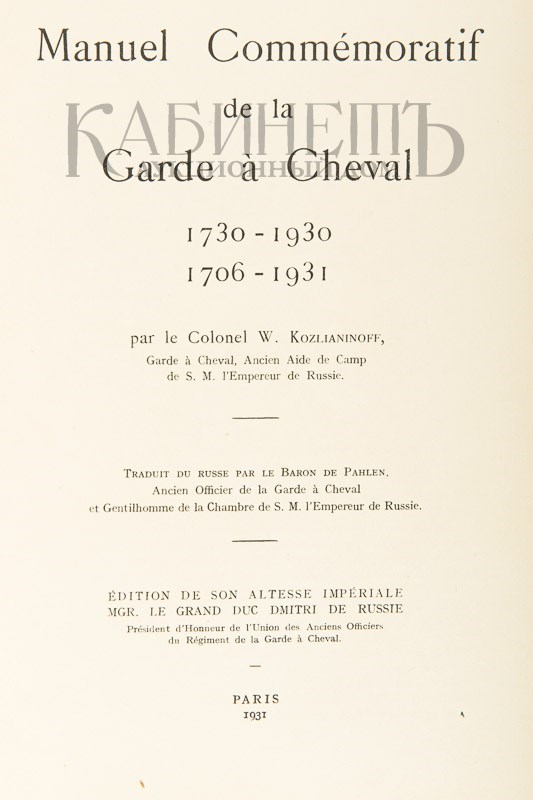 Manuel Commémoratif
de la
КАБИНЕТЪ
Garde à Cheval
АУКЦИОННЫЙ ДОМ
1730 - 1930
1706 - 1931
par le Colonel W. Kozlianinoff,
Garde à Cheval, Ancien Aide de Camp
de S. M. l'Empereur de Russie.
Traduit du russe par le Baron de Pahlen,
Ancien Officier de la Garde à Cheval
et Gentilhomme de la Chambre de S. M. l'Empereur de Russie.
ÉDITION DE SON ALTESSE IMPÉRIALE
MGR. LE GRAND DUC DMITRI DE RUSSIE
Président d'Honneur de l'Union des Anciens Officiers
du Régiment de la Garde à Cheval.
PARIS
1931